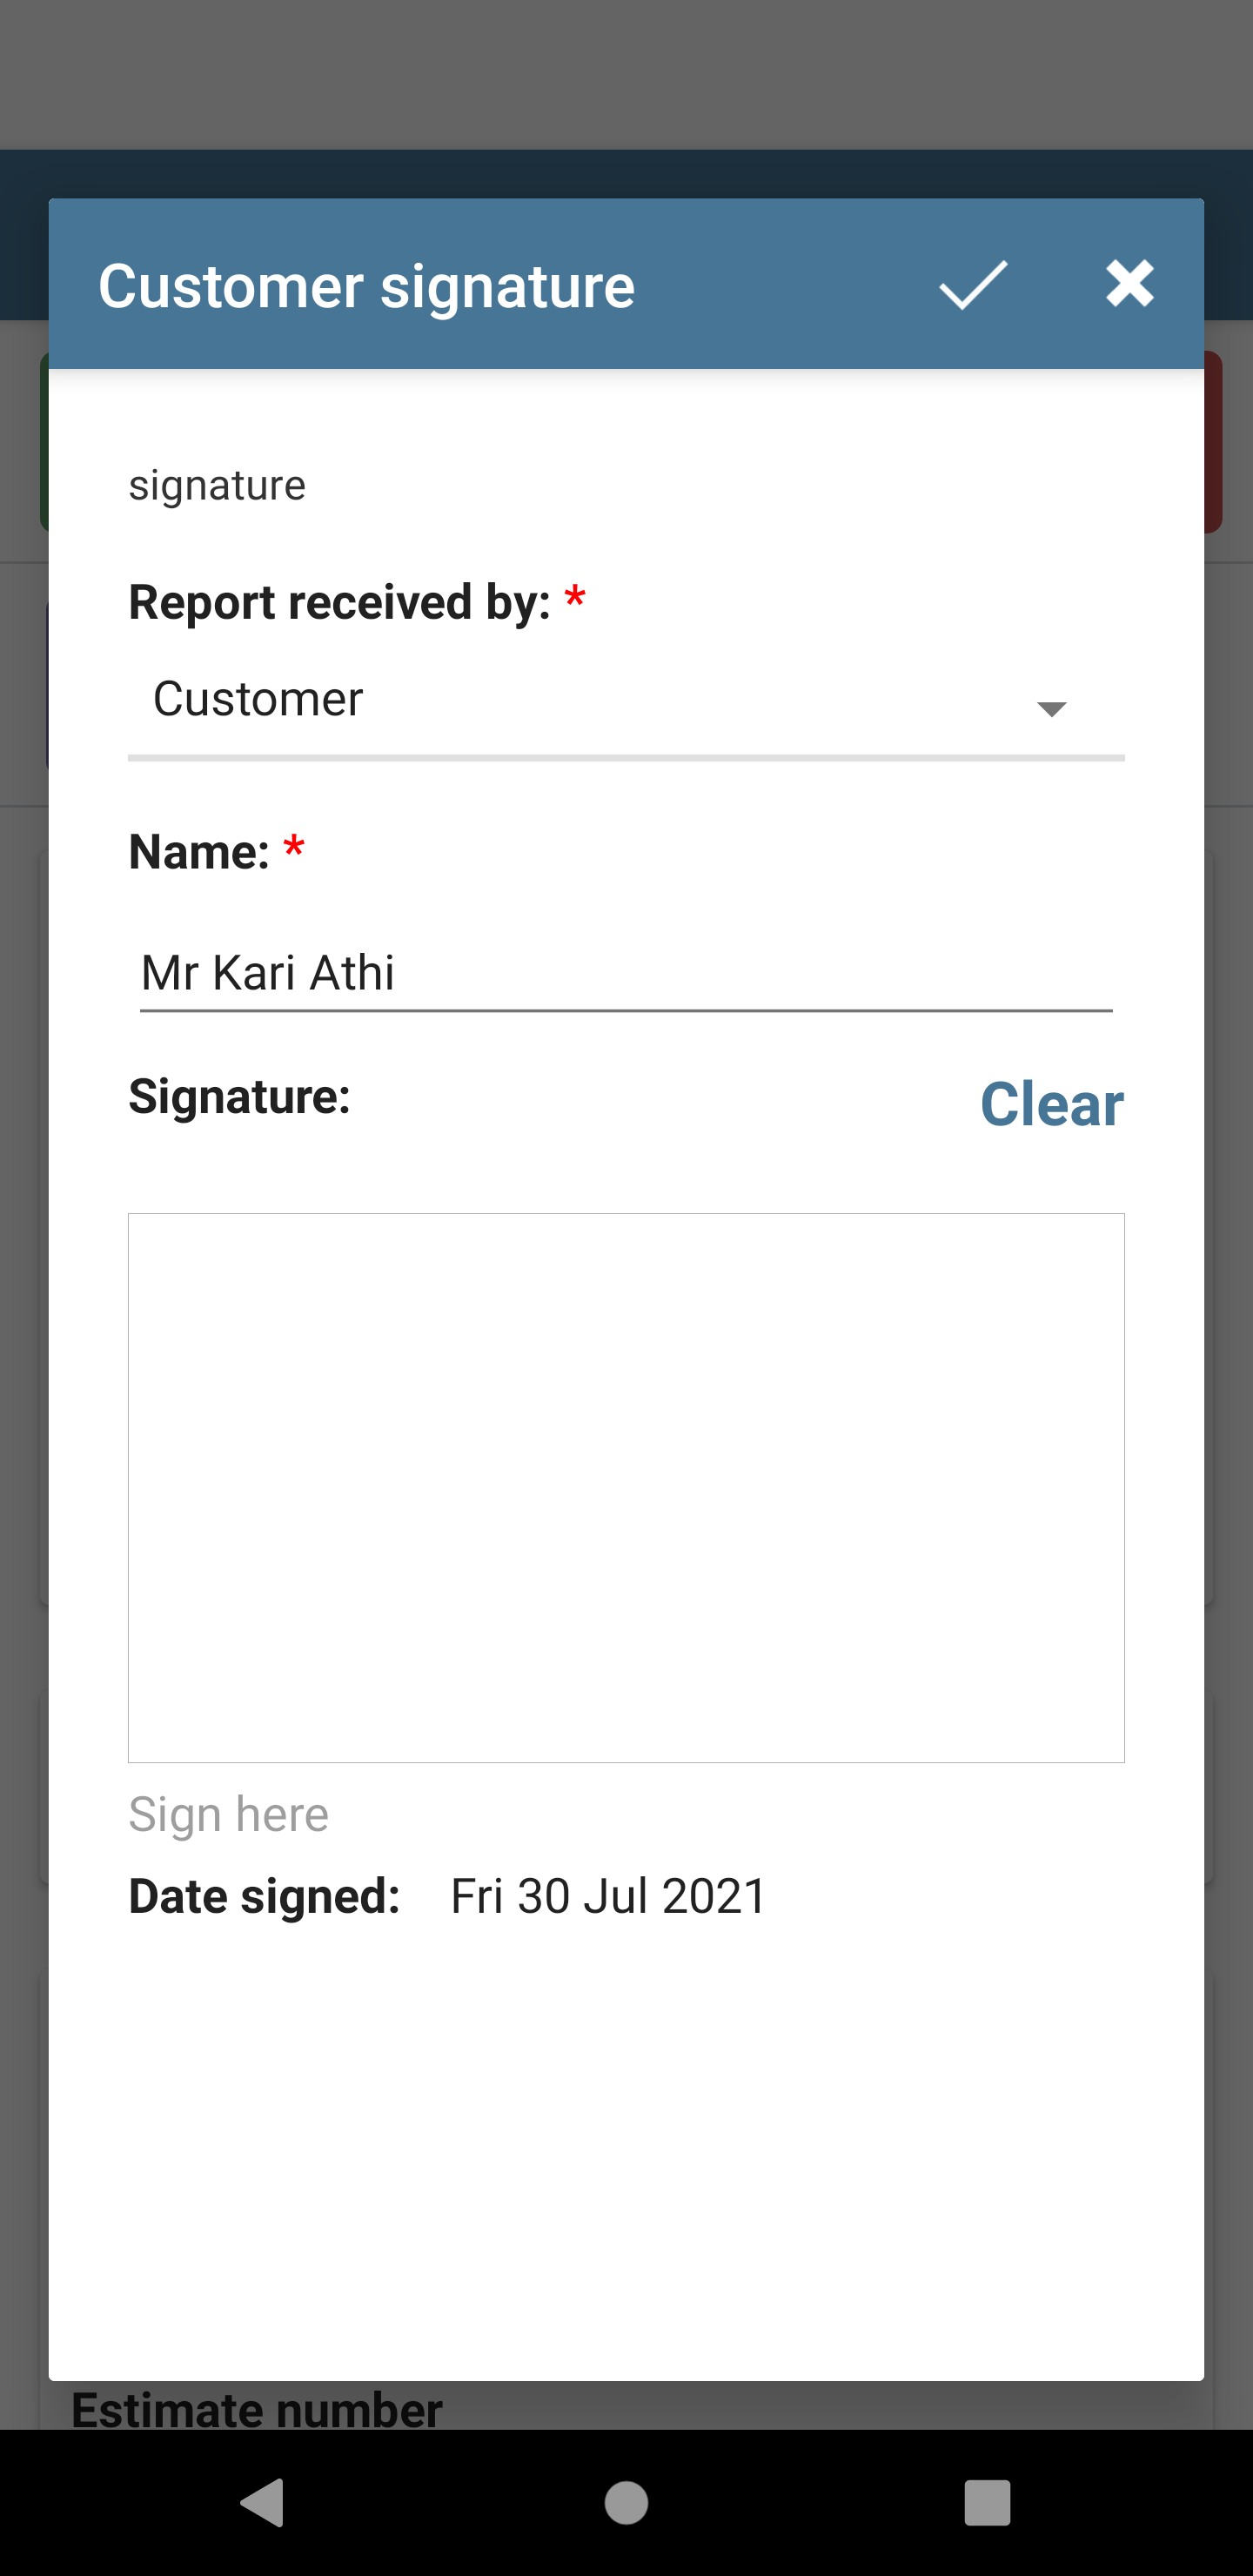 Customer signature
signature
Report received by: *
Customer
Name: *
Mr Kari Athi
Signature:
Clear
Sign here
Date signed: Fri 30 Jul 2021
Estimate number